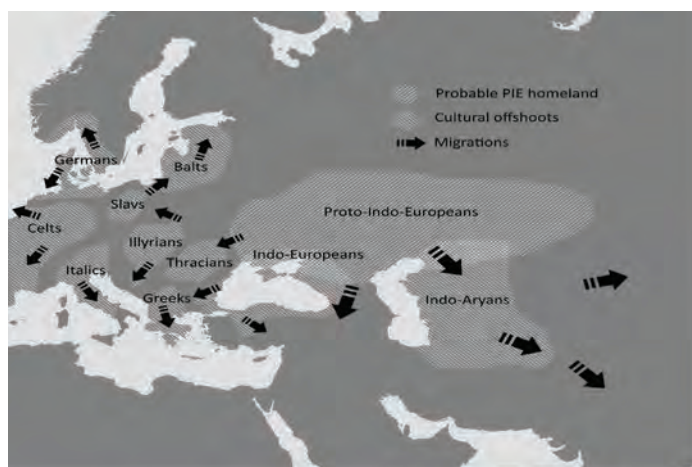 Probable PIE homeland
Cultural offshoots
Migrations
Germans
Balts
Slavs
Celts
Proto-Indo-Europeans
Illyrians
Indo-Europeans
Thracians
Italics
Greeks
Indo-Aryans